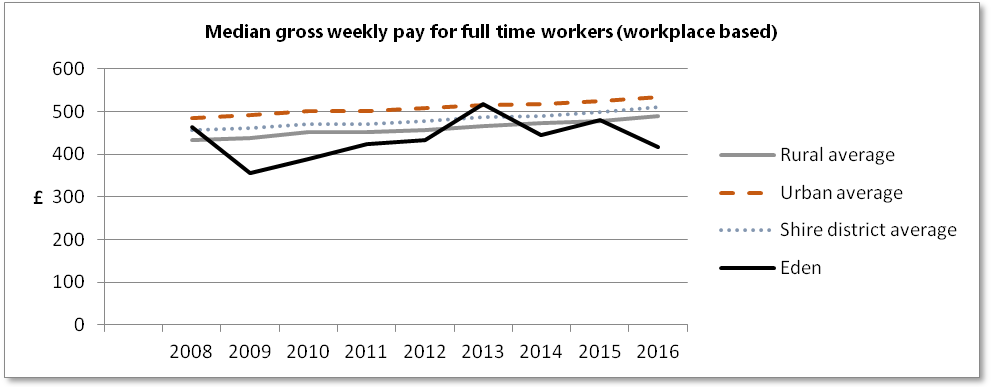 Median gross weekly pay for full time workers (workplace based)
600
500
400
300
200
100
0
£
2008 2009 2010 2011 2012 2013 2014 2015 2016
Rural average
Urban average
Shire district average
Eden